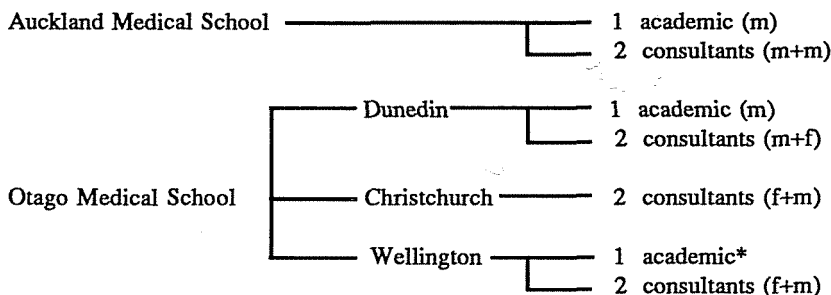 Auckland Medical School 1 academic (m)
2 consultants (m+m)
Dunedin 1 academic (m)
2 consultants (m+f)
Otago Medical School Christchurch 2 consultants (f+m)
Wellington 1 academic*
2 consultants (f+m)